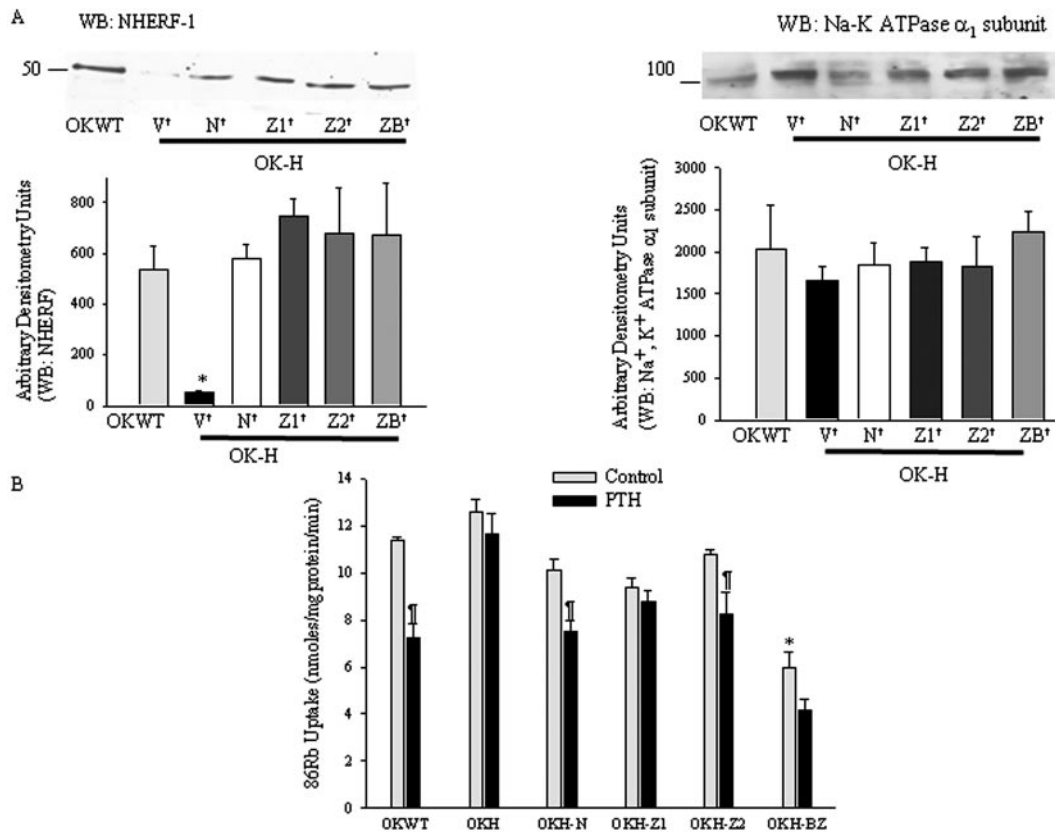 A
WB: NHERF-1
50
OKWT V† N† Z1† Z2† ZB†
OK-H
800
600
400
200
0
Arbitrary Densitometry Units
(WB: NHERF)
OKWT V† N† Z1† Z2† ZB†
*
OK-H
WB: Na-K ATPase α1 subunit
100
OKWT V† N† Z1† Z2† ZB†
OK-H
3000
2500
2000
1500
1000
500
0
Arbitrary Densitometry Units
(WB: Na+, K+ ATPase α1 subunit)
OKWT V† N† Z1† Z2† ZB†
OK-H
B
Control
PTH
14
12
10
8
6
4
2
0
86Rb Uptake (nmoles/mg protein/min)
¶ ¶ ¶ *
OKWT OKH OKH-N OKH-Z1 OKH-Z2 OKH-BZ